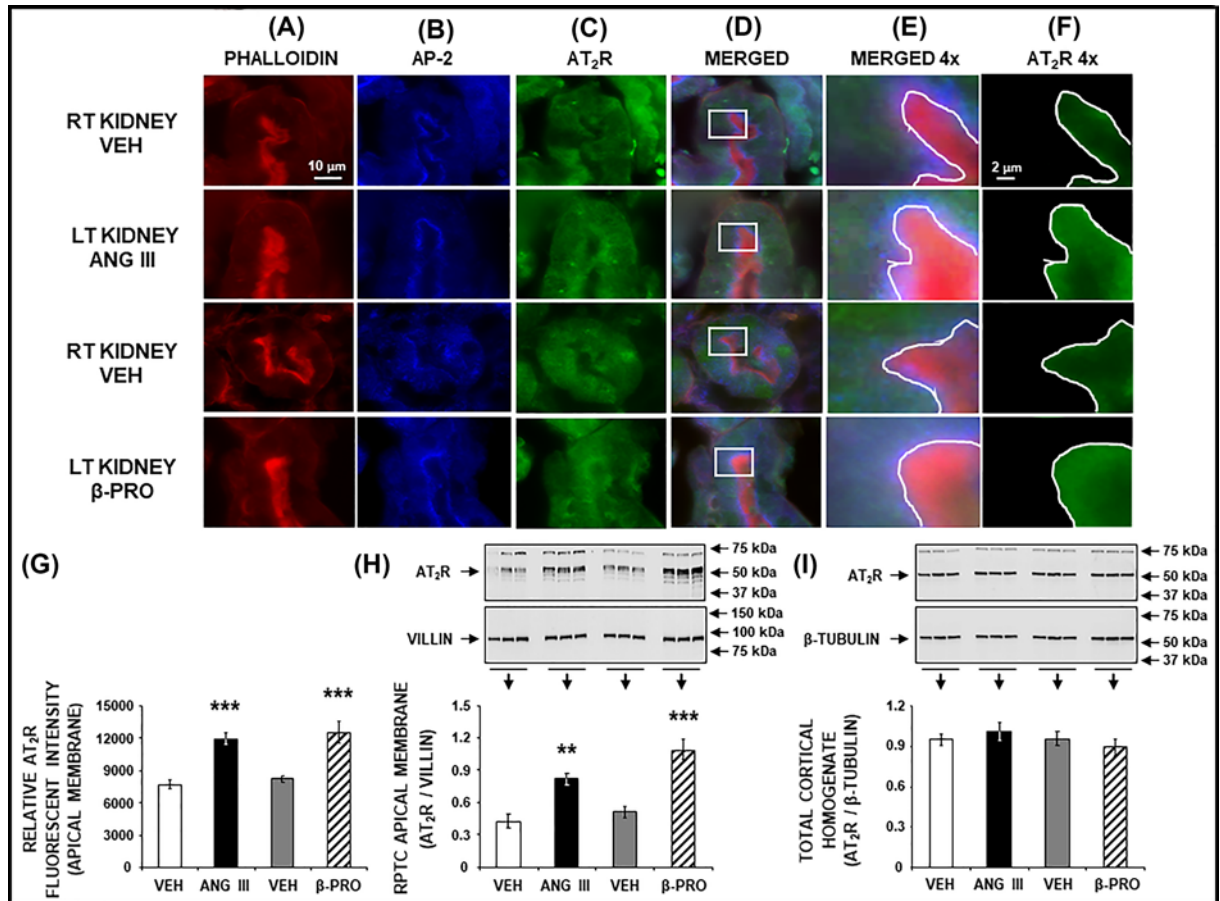 (A) (B) (C) (D) (E) (F)
PHALLOIDIN AP-2 AT₂R MERGED MERGED 4x AT₂R 4x
RT KIDNEY
VEH
10 µm
2 µm
LT KIDNEY
ANG III
RT KIDNEY
VEH
LT KIDNEY
β-PRO
(G)
RELATIVE AT₂R
FLUORESCENT INTENSITY
(APICAL MEMBRANE)
15000
12000
9000
6000
3000
0
***
***
VEH ANG III VEH β-PRO
(H)
AT₂R
75 kDa
50 kDa
37 kDa
VILLIN
150 kDa
100 kDa
75 kDa
RPTC APICAL MEMBRANE
(AT₂R / VILLIN)
1.5
1.2
0.9
0.6
0.3
0
**
***
VEH ANG III VEH β-PRO
(I)
AT₂R
75 kDa
50 kDa
37 kDa
β-TUBULIN
75 kDa
50 kDa
37 kDa
TOTAL CORTICAL
HOMOGENATE
(AT₂R / β-TUBULIN)
1.2
0.9
0.6
0.3
0
VEH ANG III VEH β-PRO